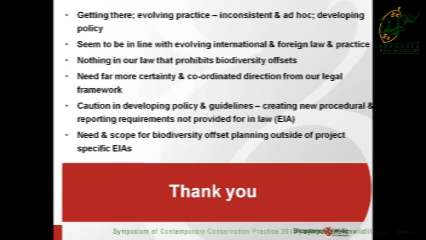 Getting there; evolving practice – inconsistent & ad hoc; developing
policy
Seem to be in line with evolving international & foreign law & practice
Nothing in our law that prohibits biodiversity offsets
Need far more certainty & co-ordinated direction from our legal
framework
Caution in developing policy & guidelines – creating new procedural &
reporting requirements not provided for in law (EIA)
Need & scope for biodiversity offset planning outside of project
specific EIAs
Thank you
Symposium of Contemporary Conservation Practice